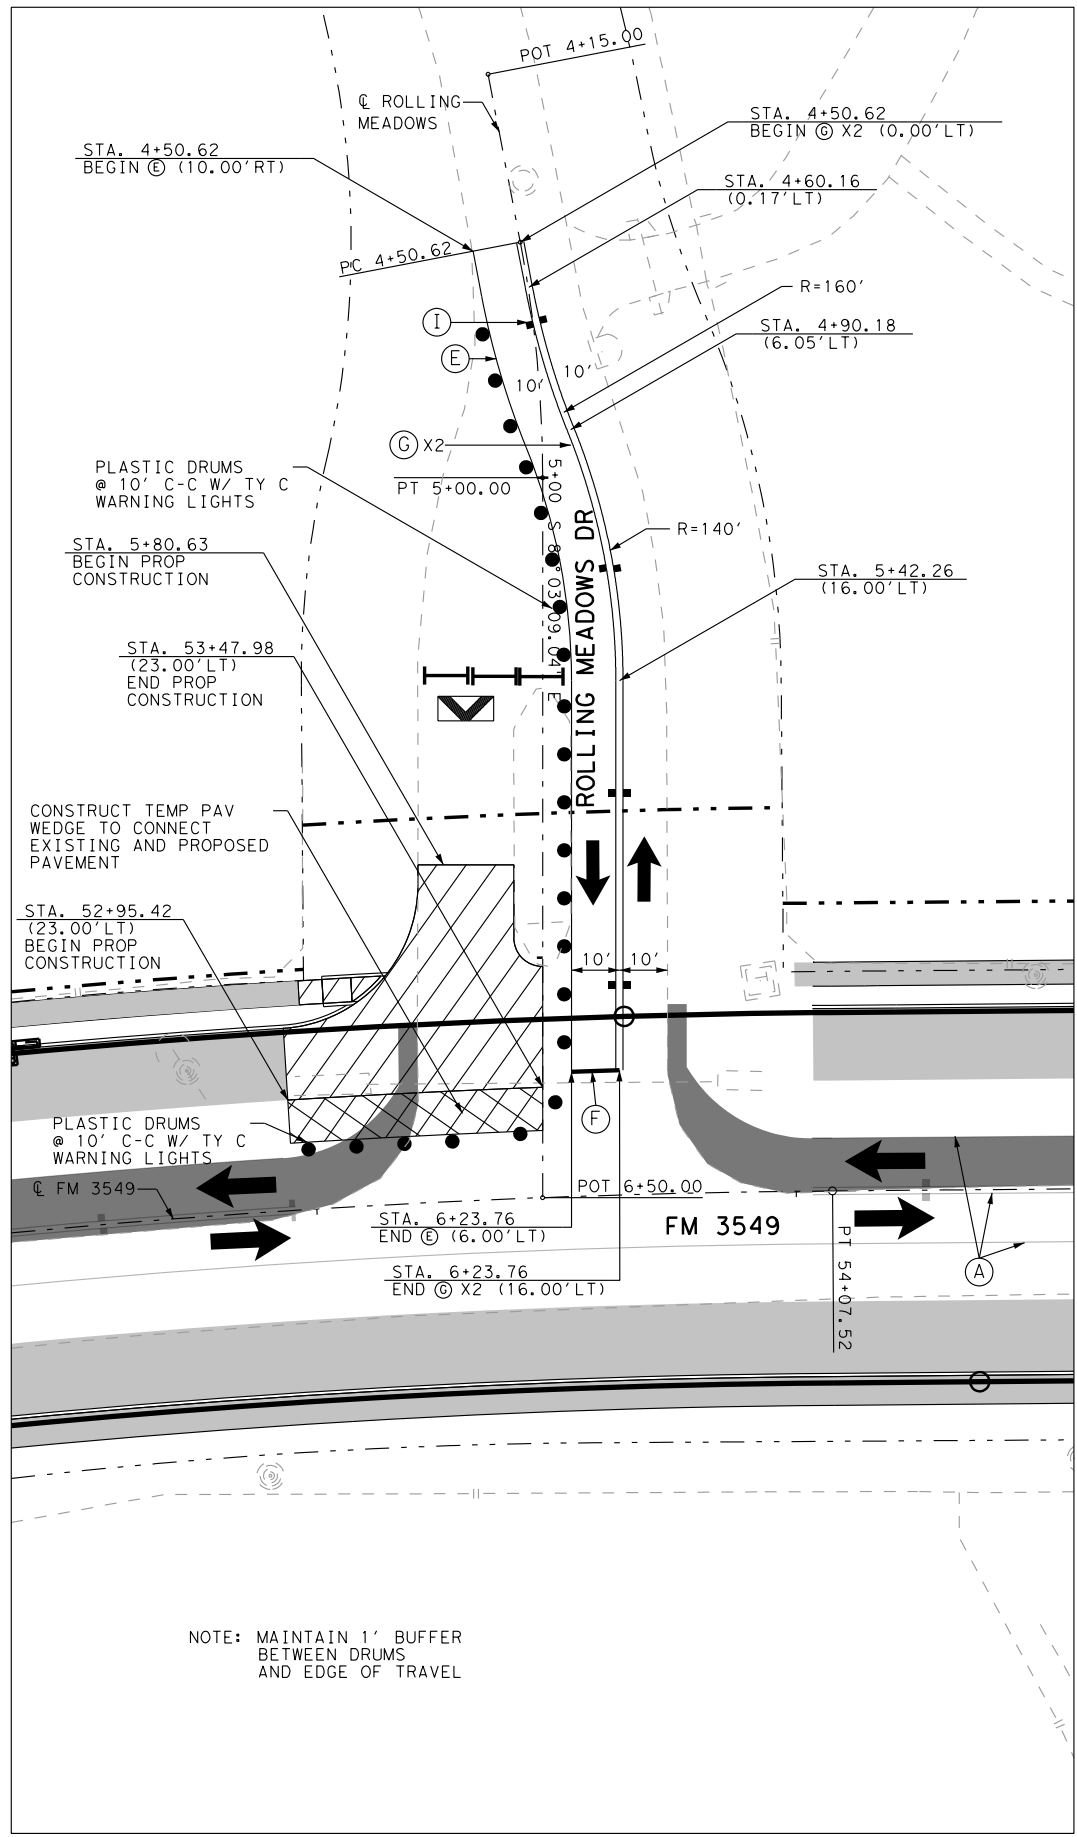 POT 4+15.00
℄ ROLLING
MEADOWS
STA. 4+50.62
BEGIN Ⓖ X2 (0.00'LT)
STA. 4+50.62
BEGIN Ⓔ (10.00'RT)
STA. 4+60.16
(0.17'LT)
PC 4+50.62
R=160'
I
STA. 4+90.18
(6.05'LT)
E
10'
10'
G X2
PLASTIC DRUMS
@ 10' C-C W/ TY C
WARNING LIGHTS
PT 5+00.00
5+00 S 8°03'09.04" E
ROLLING MEADOWS DR
R=140'
STA. 5+80.63
BEGIN PROP
CONSTRUCTION
STA. 5+42.26
(16.00'LT)
STA. 53+47.98
(23.00'LT)
END PROP
CONSTRUCTION
CONSTRUCT TEMP PAV
WEDGE TO CONNECT
EXISTING AND PROPOSED
PAVEMENT
STA. 52+95.42
(23.00'LT)
BEGIN PROP
CONSTRUCTION
10'
10'
PLASTIC DRUMS
@ 10' C-C W/ TY C
WARNING LIGHTS
F
℄ FM 3549
POT 6+50.00
STA. 6+23.76
END Ⓔ (6.00'LT)
FM 3549
PT 54+07.52
A
STA. 6+23.76
END Ⓖ X2 (16.00'LT)
NOTE: MAINTAIN 1' BUFFER
BETWEEN DRUMS
AND EDGE OF TRAVEL